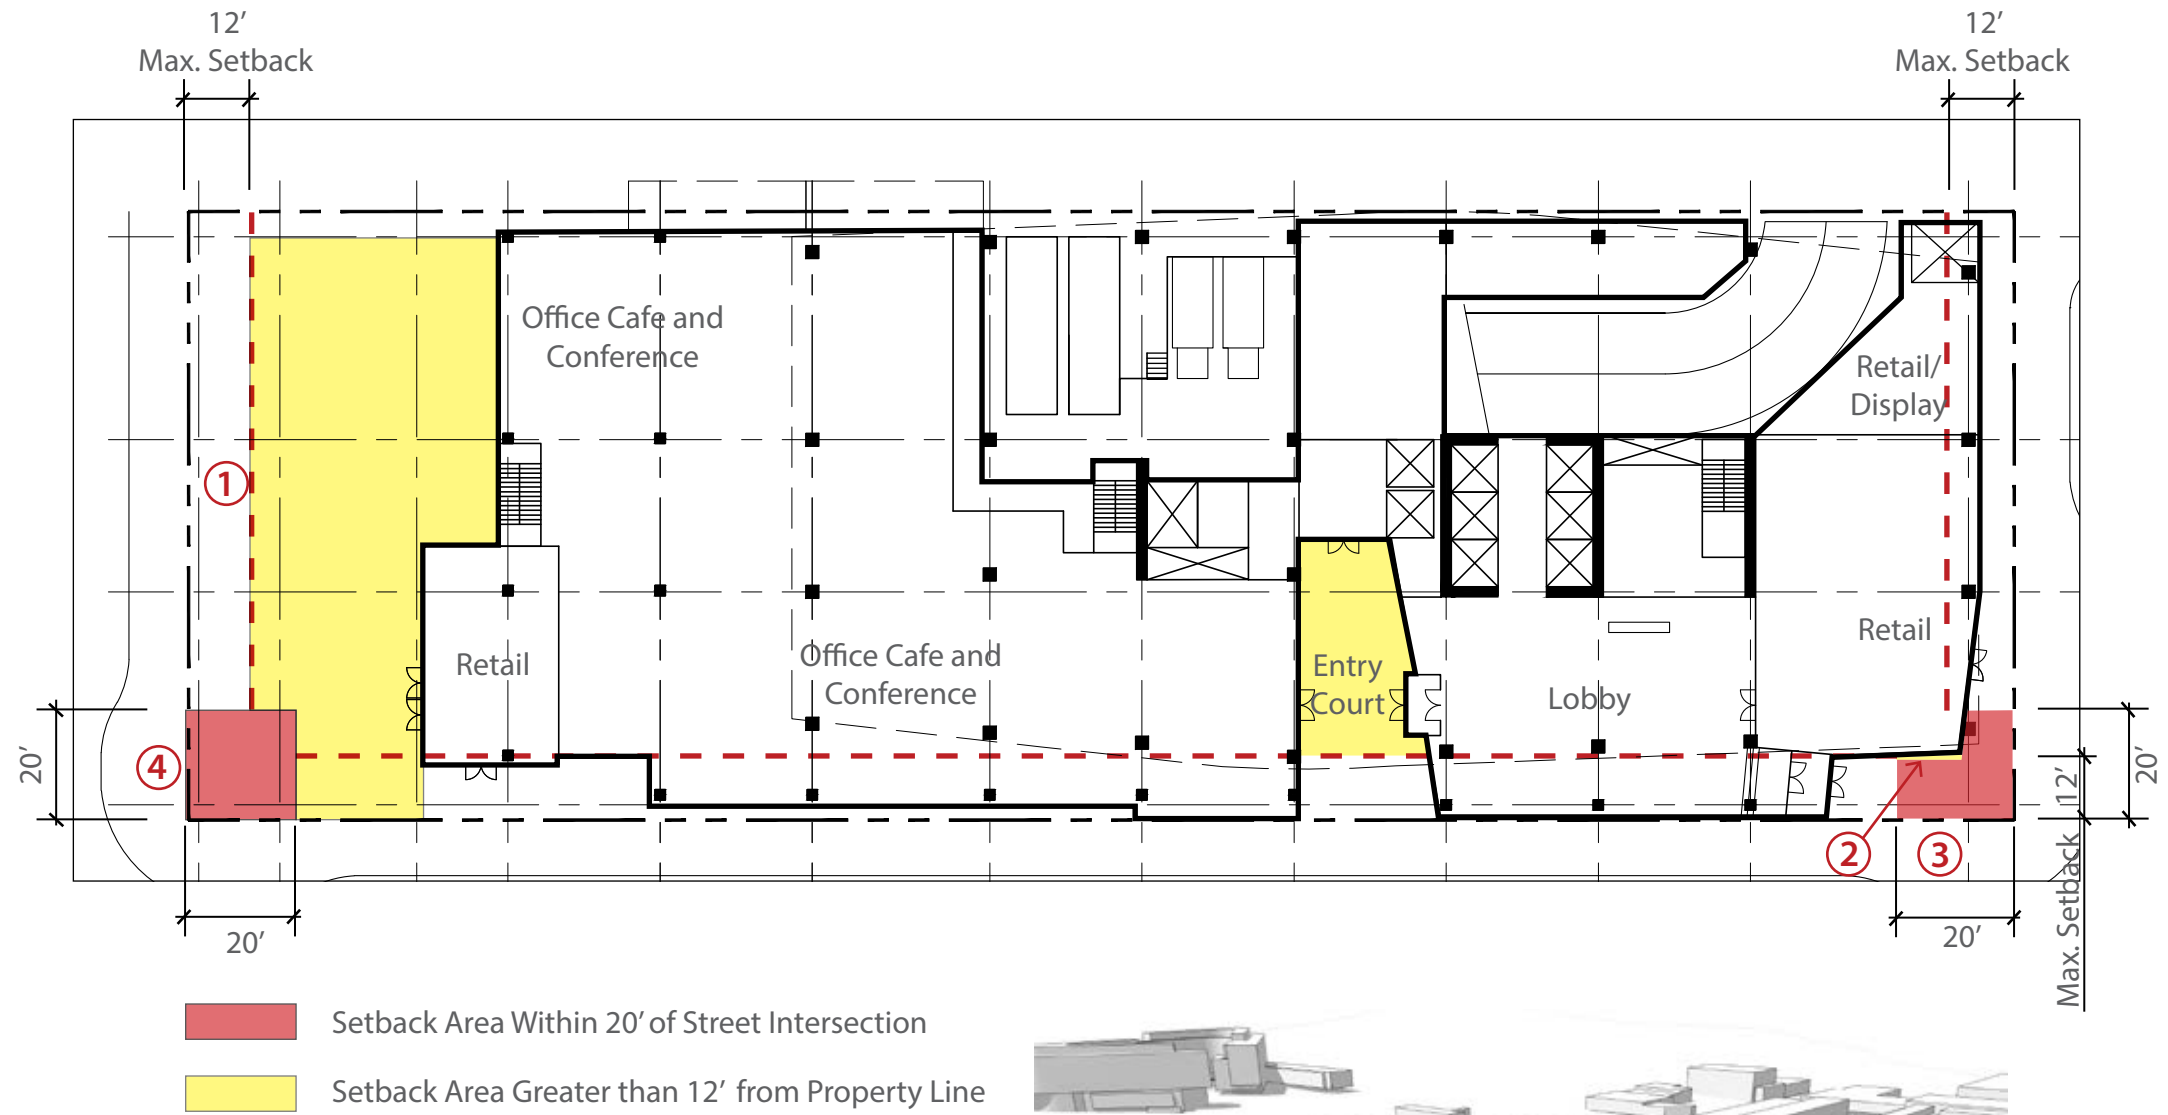 12’
Max. Setback
12’
Max. Setback
Office Cafe and
Conference
Retail/
Display
1
Retail
Office Cafe and
Conference
Entry
Court
Lobby
Retail
20’
4
20’
12’
Max. Setback
2
3
20’
20’
Setback Area Within 20’ of Street Intersection
Setback Area Greater than 12’ from Property Line